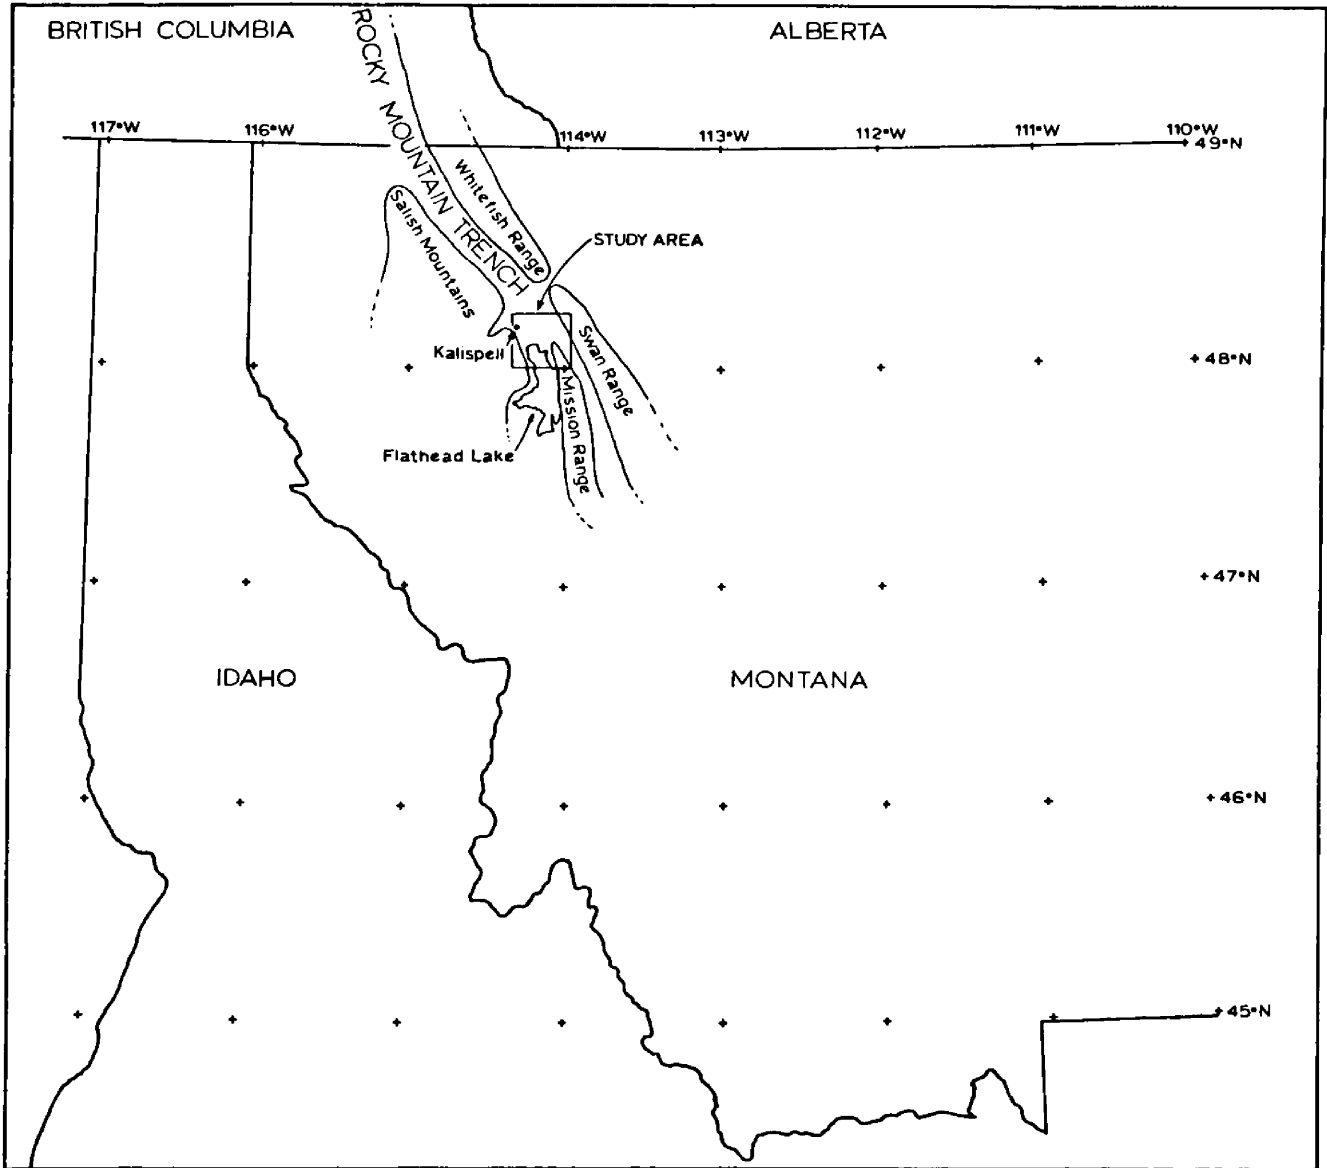 BRITISH COLUMBIA
ALBERTA
ROCKY MOUNTAIN TRENCH
117°W
116°W
114°W
113°W
112°W
111°W
110°W
49°N
Whitefish Range
Salish Mountains
STUDY AREA
Kalispell
Swan Range
48°N
Mission Range
Flathead Lake
47°N
IDAHO
MONTANA
46°N
45°N